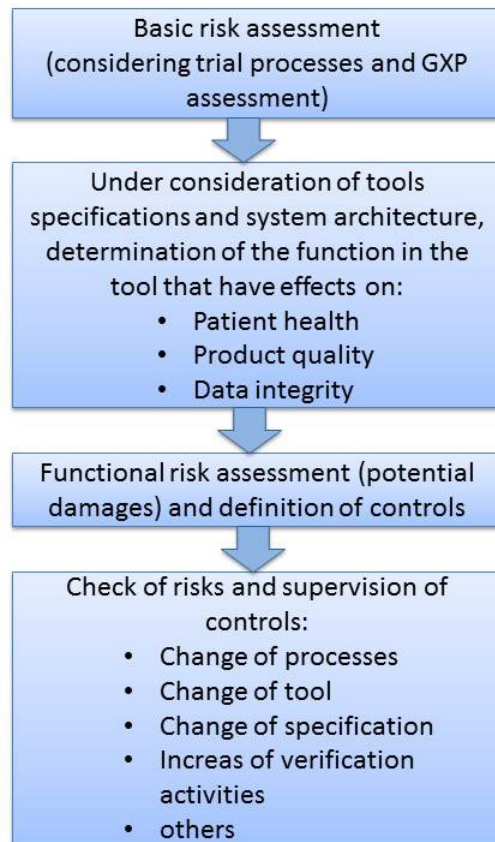 Basic risk assessment
(considering trial processes and GXP
assessment)
Under consideration of tools
specifications and system architecture,
determination of the function in the
tool that have effects on:
• Patient health
• Product quality
• Data integrity
Functional risk assessment (potential
damages) and definition of controls
Check of risks and supervision of
controls:
• Change of processes
• Change of tool
• Change of specification
• Increas of verification
activities
• others